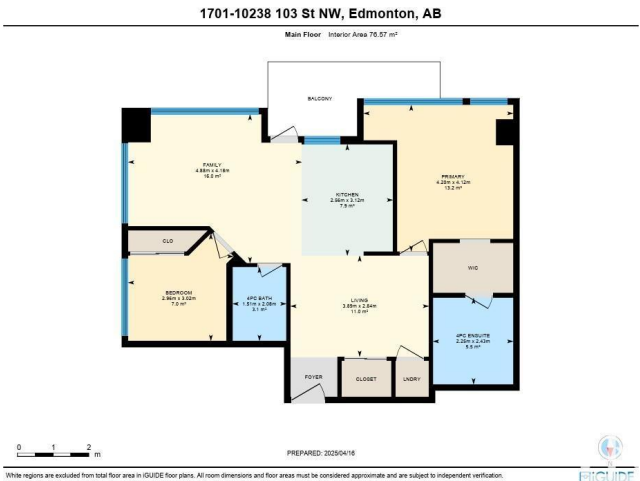 1701-10238 103 St NW, Edmonton, AB
Main Floor Interior Area 76.57 m²
BALCONY
FAMILY
4.88m x 4.16m
16.0 m²
KITCHEN
2.66m x 3.12m
7.9 m²
PRIMARY
4.20m x 4.12m
13.2 m²
CLO
BEDROOM
2.96m x 3.02m
7.0 m²
4PC BATH
1.51m x 2.08m
3.1 m²
LIVING
3.89m x 2.84m
11.0 m²
WIC
4PC ENSUITE
2.25m x 2.43m
5.5 m²
FOYER
CLOSET
LNDRY
0 1 2
m
PREPARED: 2025/04/16
White regions are excluded from total floor area in iGUIDE floor plans. All room dimensions and floor areas must be considered approximate and are subject to independent verification.
iGUIDE